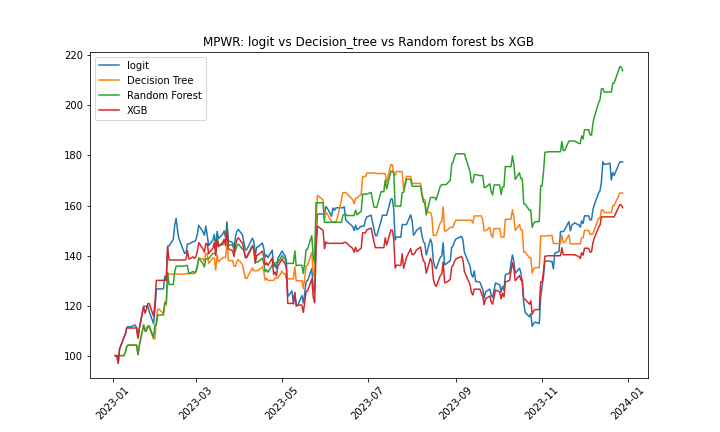 MPWR: logit vs Decision_tree vs Random forest bs XGB
logit
Decision Tree
Random Forest
XGB
220
200
180
160
140
120
100
2023-01
2023-03
2023-05
2023-07
2023-09
2023-11
2024-01